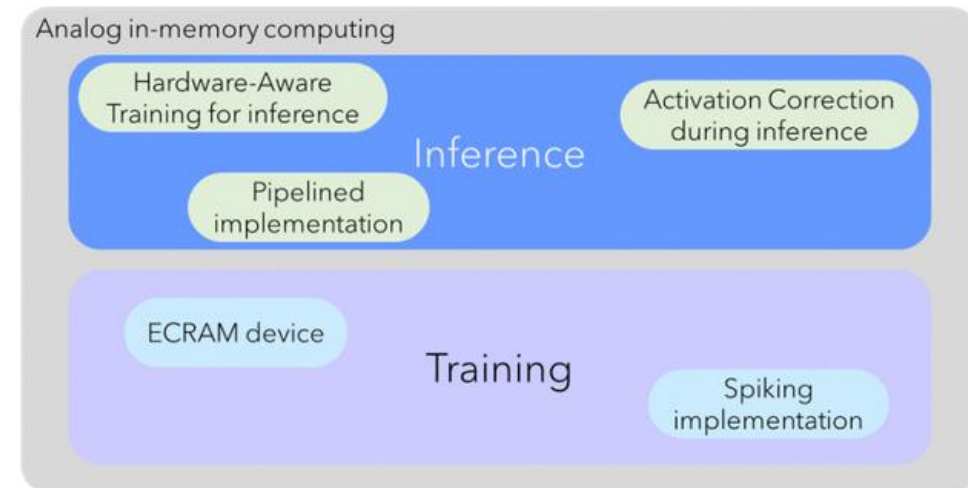 Analog in-memory computing
Hardware-Aware
Training for inference
Activation Correction
during inference
Inference
Pipelined
implementation
ECRAM device
Training
Spiking
implementation